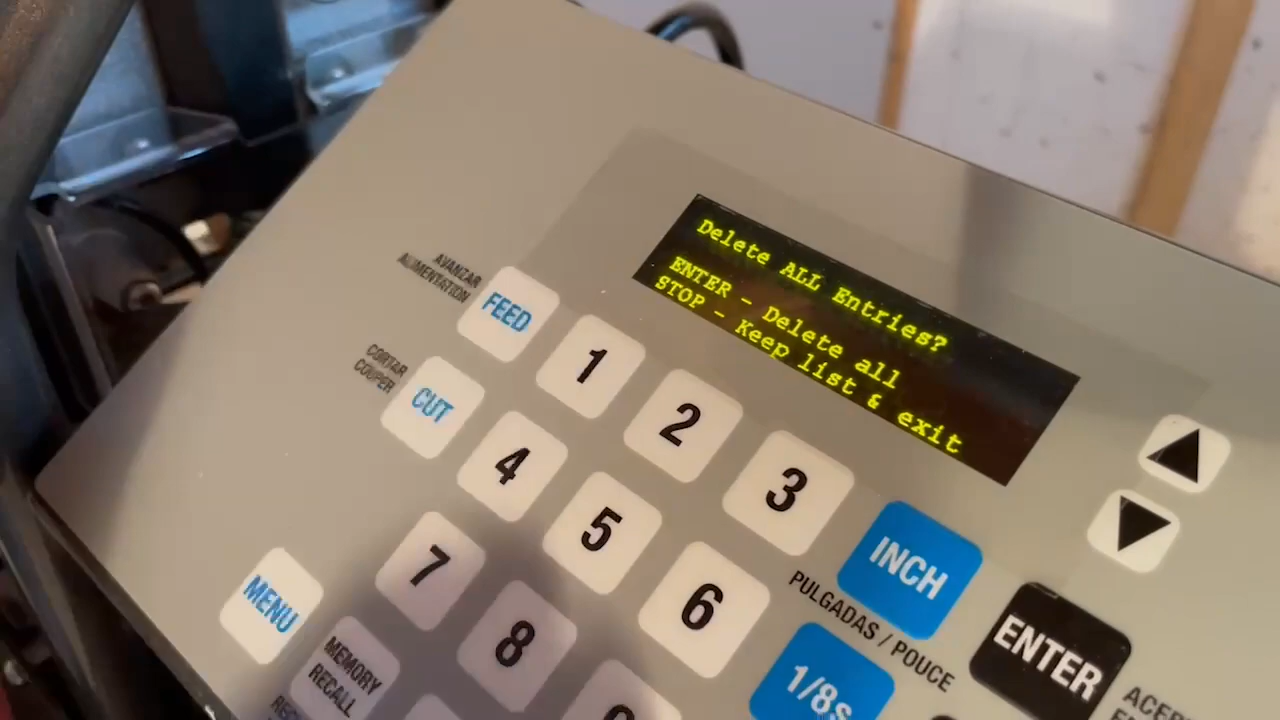 Delete ALL Entries?
ENTER - Delete all
STOP - Keep list & exit
AVANZAR
ALIMENTATION
FEED
1
2
3
CORTAR
COUPER
CUT
4
5
6
INCH
PULGADAS / POUCE
ENTER
7
8
1/8s
MENU
MEMORY
RECALL